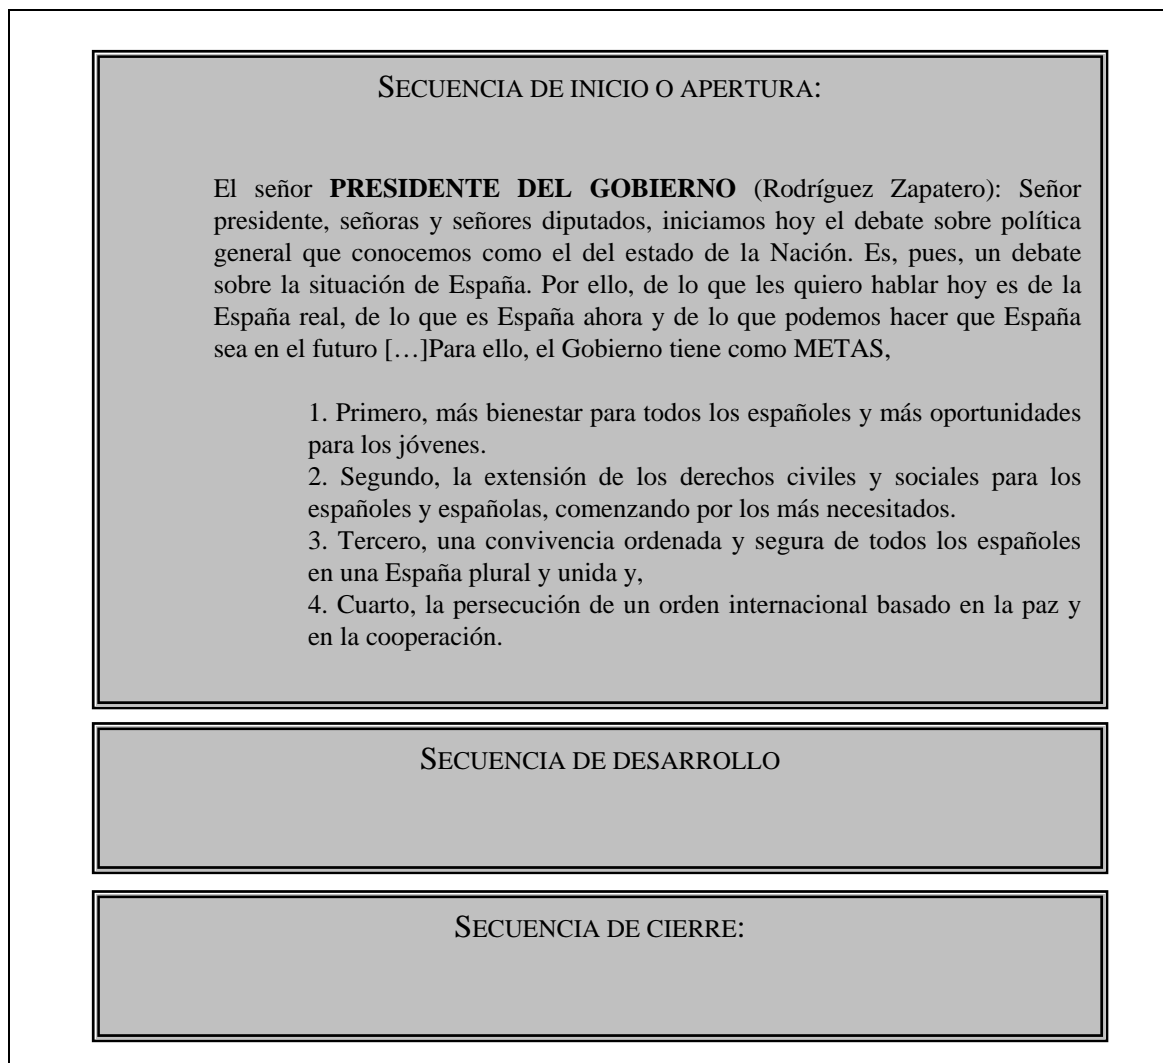 SECUENCIA DE INICIO O APERTURA:
El señor PRESIDENTE DEL GOBIERNO (Rodríguez Zapatero): Señor
presidente, señoras y señores diputados, iniciamos hoy el debate sobre política
general que conocemos como el del estado de la Nación. Es, pues, un debate
sobre la situación de España. Por ello, de lo que les quiero hablar hoy es de la
España real, de lo que es España ahora y de lo que podemos hacer que España
sea en el futuro […]Para ello, el Gobierno tiene como METAS,
1. Primero, más bienestar para todos los españoles y más oportunidades
para los jóvenes.
2. Segundo, la extensión de los derechos civiles y sociales para los
españoles y españolas, comenzando por los más necesitados.
3. Tercero, una convivencia ordenada y segura de todos los españoles
en una España plural y unida y,
4. Cuarto, la persecución de un orden internacional basado en la paz y
en la cooperación.
SECUENCIA DE DESARROLLO
SECUENCIA DE CIERRE: